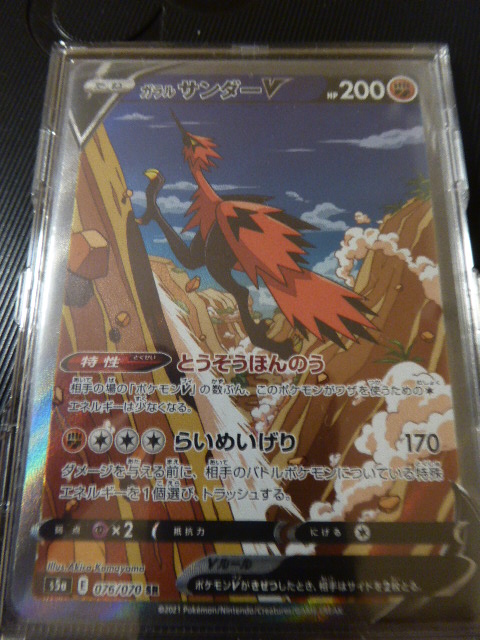 たね
ガラル サンダーV
HP 200
特性
とくせい
とうそうほんのう
相手の場の「ポケモンV」の数ぶん、このポケモンがワザを使うための
エネルギーは少なくなる。
らいめいげり 170
ダメージを与える前に、相手のバトルポケモンについている特殊
エネルギーを1個選び、トラッシュする。
弱点 ×2 抵抗力 にげる
Illus. Akira Komayama
Vルール
ポケモンVがきぜつしたとき、相手はサイドを2枚とる。
s5a 076/070 SR
©2021 Pokémon/Nintendo/Creatures/GAME FREAK